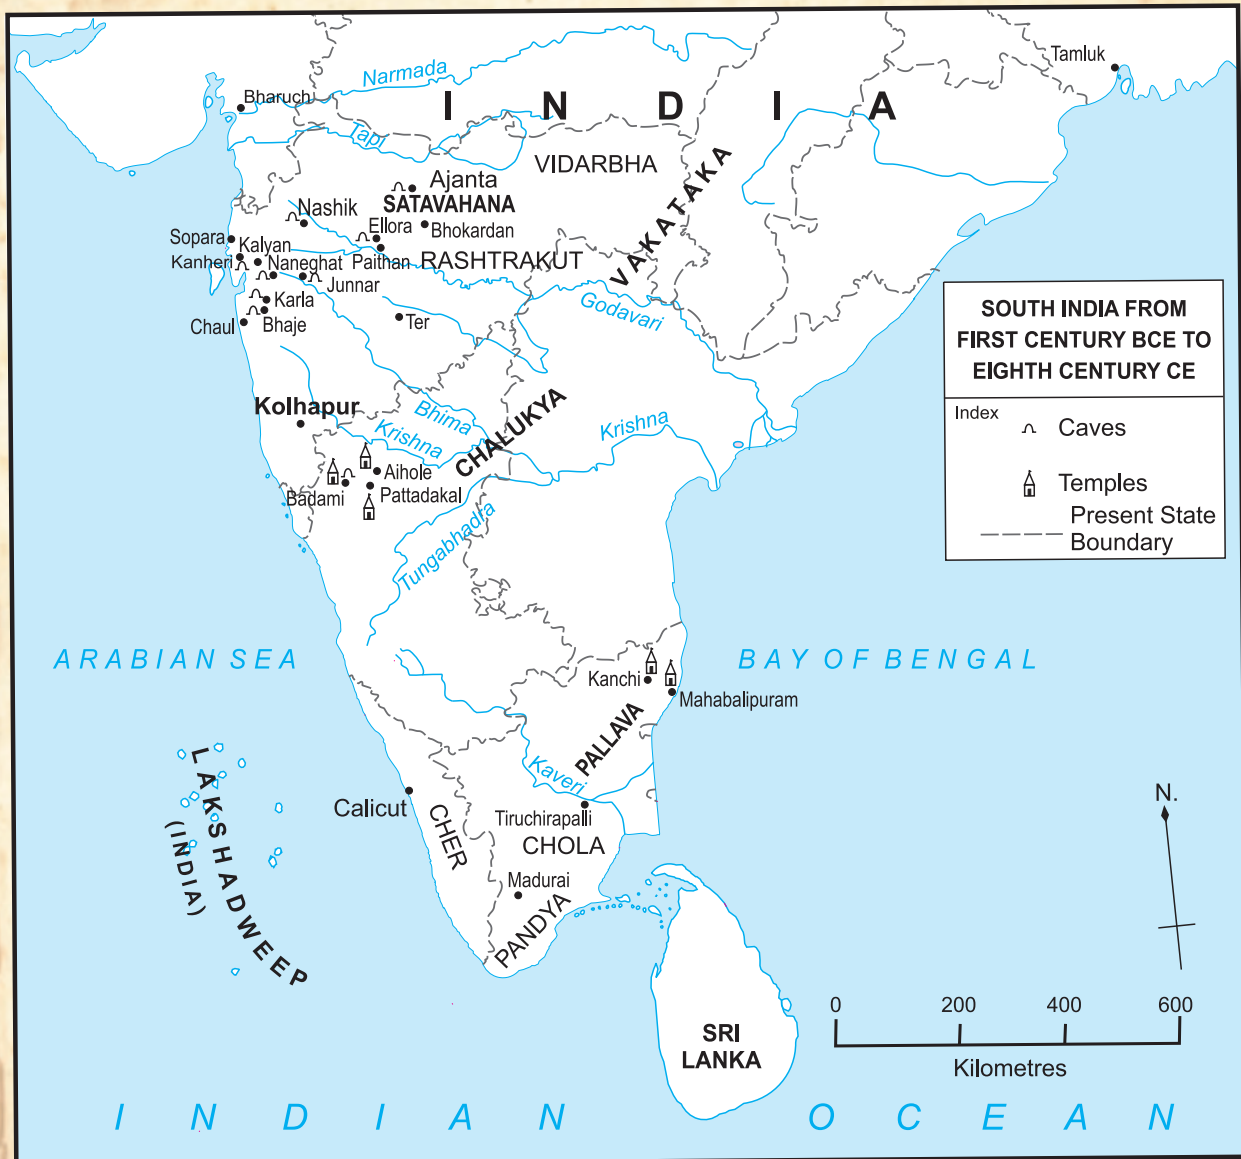 Tamluk
Narmada
Bharuch
I N D I A
Tapi
VIDARBHA
VAKATAKA
Ajanta
SATAVAHANA
Nashik
Ellora
Bhokardan
Sopara
Kalyan
Kanheri
Naneghat
Paithan
RASHTRAKUT
Junnar
Karla
Godavari
Chaul
Bhaje
Ter
SOUTH INDIA FROM
FIRST CENTURY BCE TO
EIGHTH CENTURY CE
Index
Caves
Temples
Present State
Boundary
Kolhapur
Bhima
CHALUKYA
Krishna
Krishna
Aihole
Badami
Pattadakal
Tungabhadra
ARABIAN SEA
BAY OF BENGAL
Kanchi
Mahabalipuram
PALLAVA
LAKSHADWEEP
(INDIA)
Kaveri
Calicut
CHER
Tiruchirapalli
CHOLA
Madurai
PANDYA
N.
0 200 400 600
Kilometres
SRI
LANKA
INDIAN OCEAN